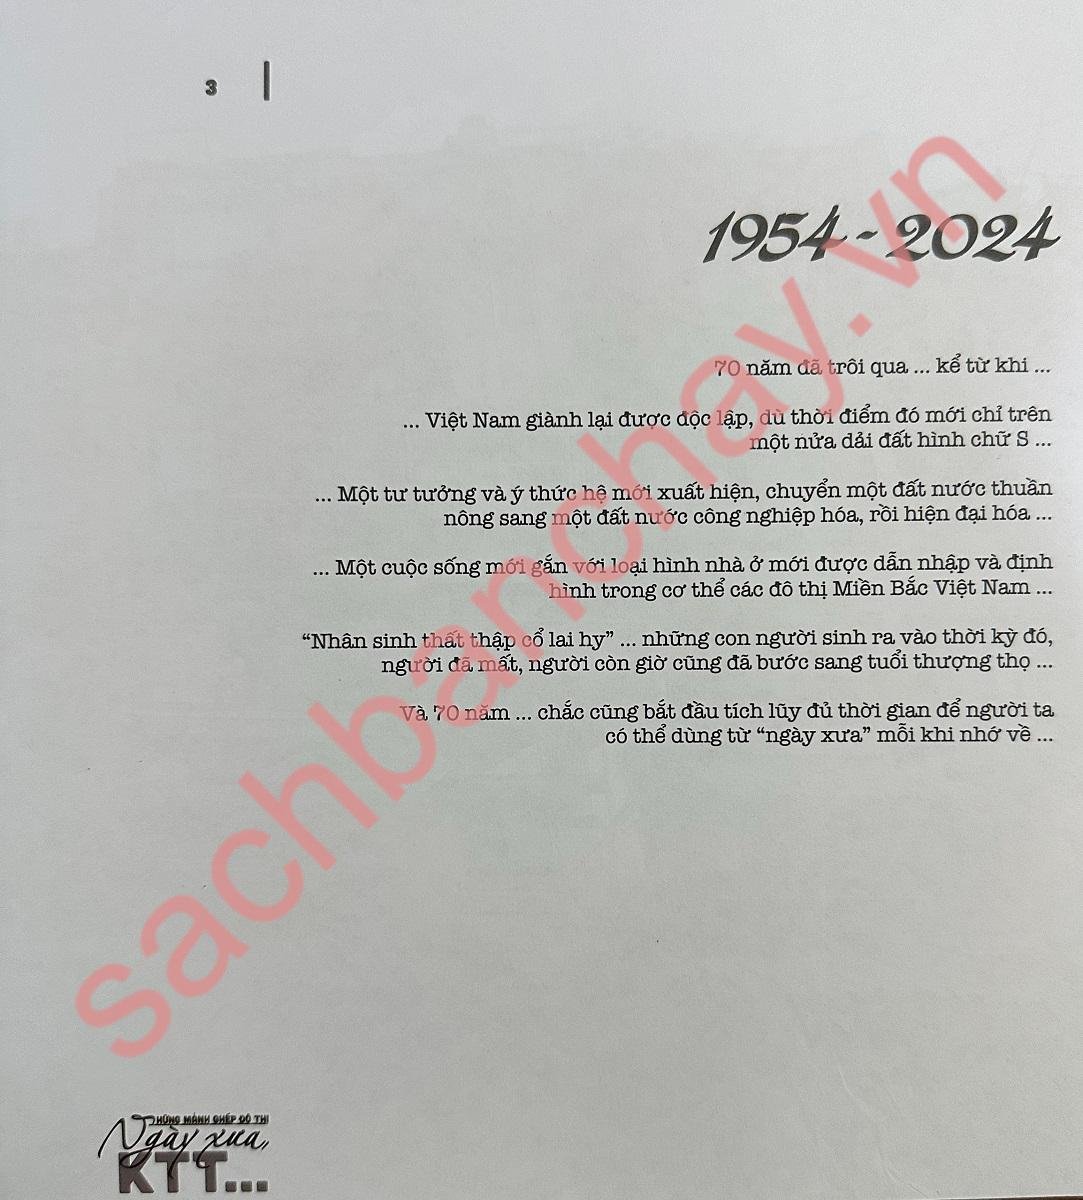 3
1954 - 2024
70 năm đã trôi qua ... kể từ khi ...
... Việt Nam giành lại được độc lập, dù thời điểm đó mới chỉ trên
một nửa dải đất hình chữ S ...
... Một tư tưởng và ý thức hệ mới xuất hiện, chuyển một đất nước thuần
nông sang một đất nước công nghiệp hóa, rồi hiện đại hóa ...
... Một cuộc sống mới gắn với loại hình nhà ở mới được dẫn nhập và định
hình trong cơ thể các đô thị Miền Bắc Việt Nam ...
“Nhân sinh thất thập cổ lai hy” ... những con người sinh ra vào thời kỳ đó,
người đã mất, người còn giờ cũng đã bước sang tuổi thượng thọ ...
Và 70 năm ... chắc cũng bắt đầu tích lũy đủ thời gian để người ta
có thể dùng từ “ngày xưa” mỗi khi nhớ về ...
sachbanchay.vn
NHỮNG MẢNH GHÉP ĐÔ THỊ
Ngày xưa,
KTT...